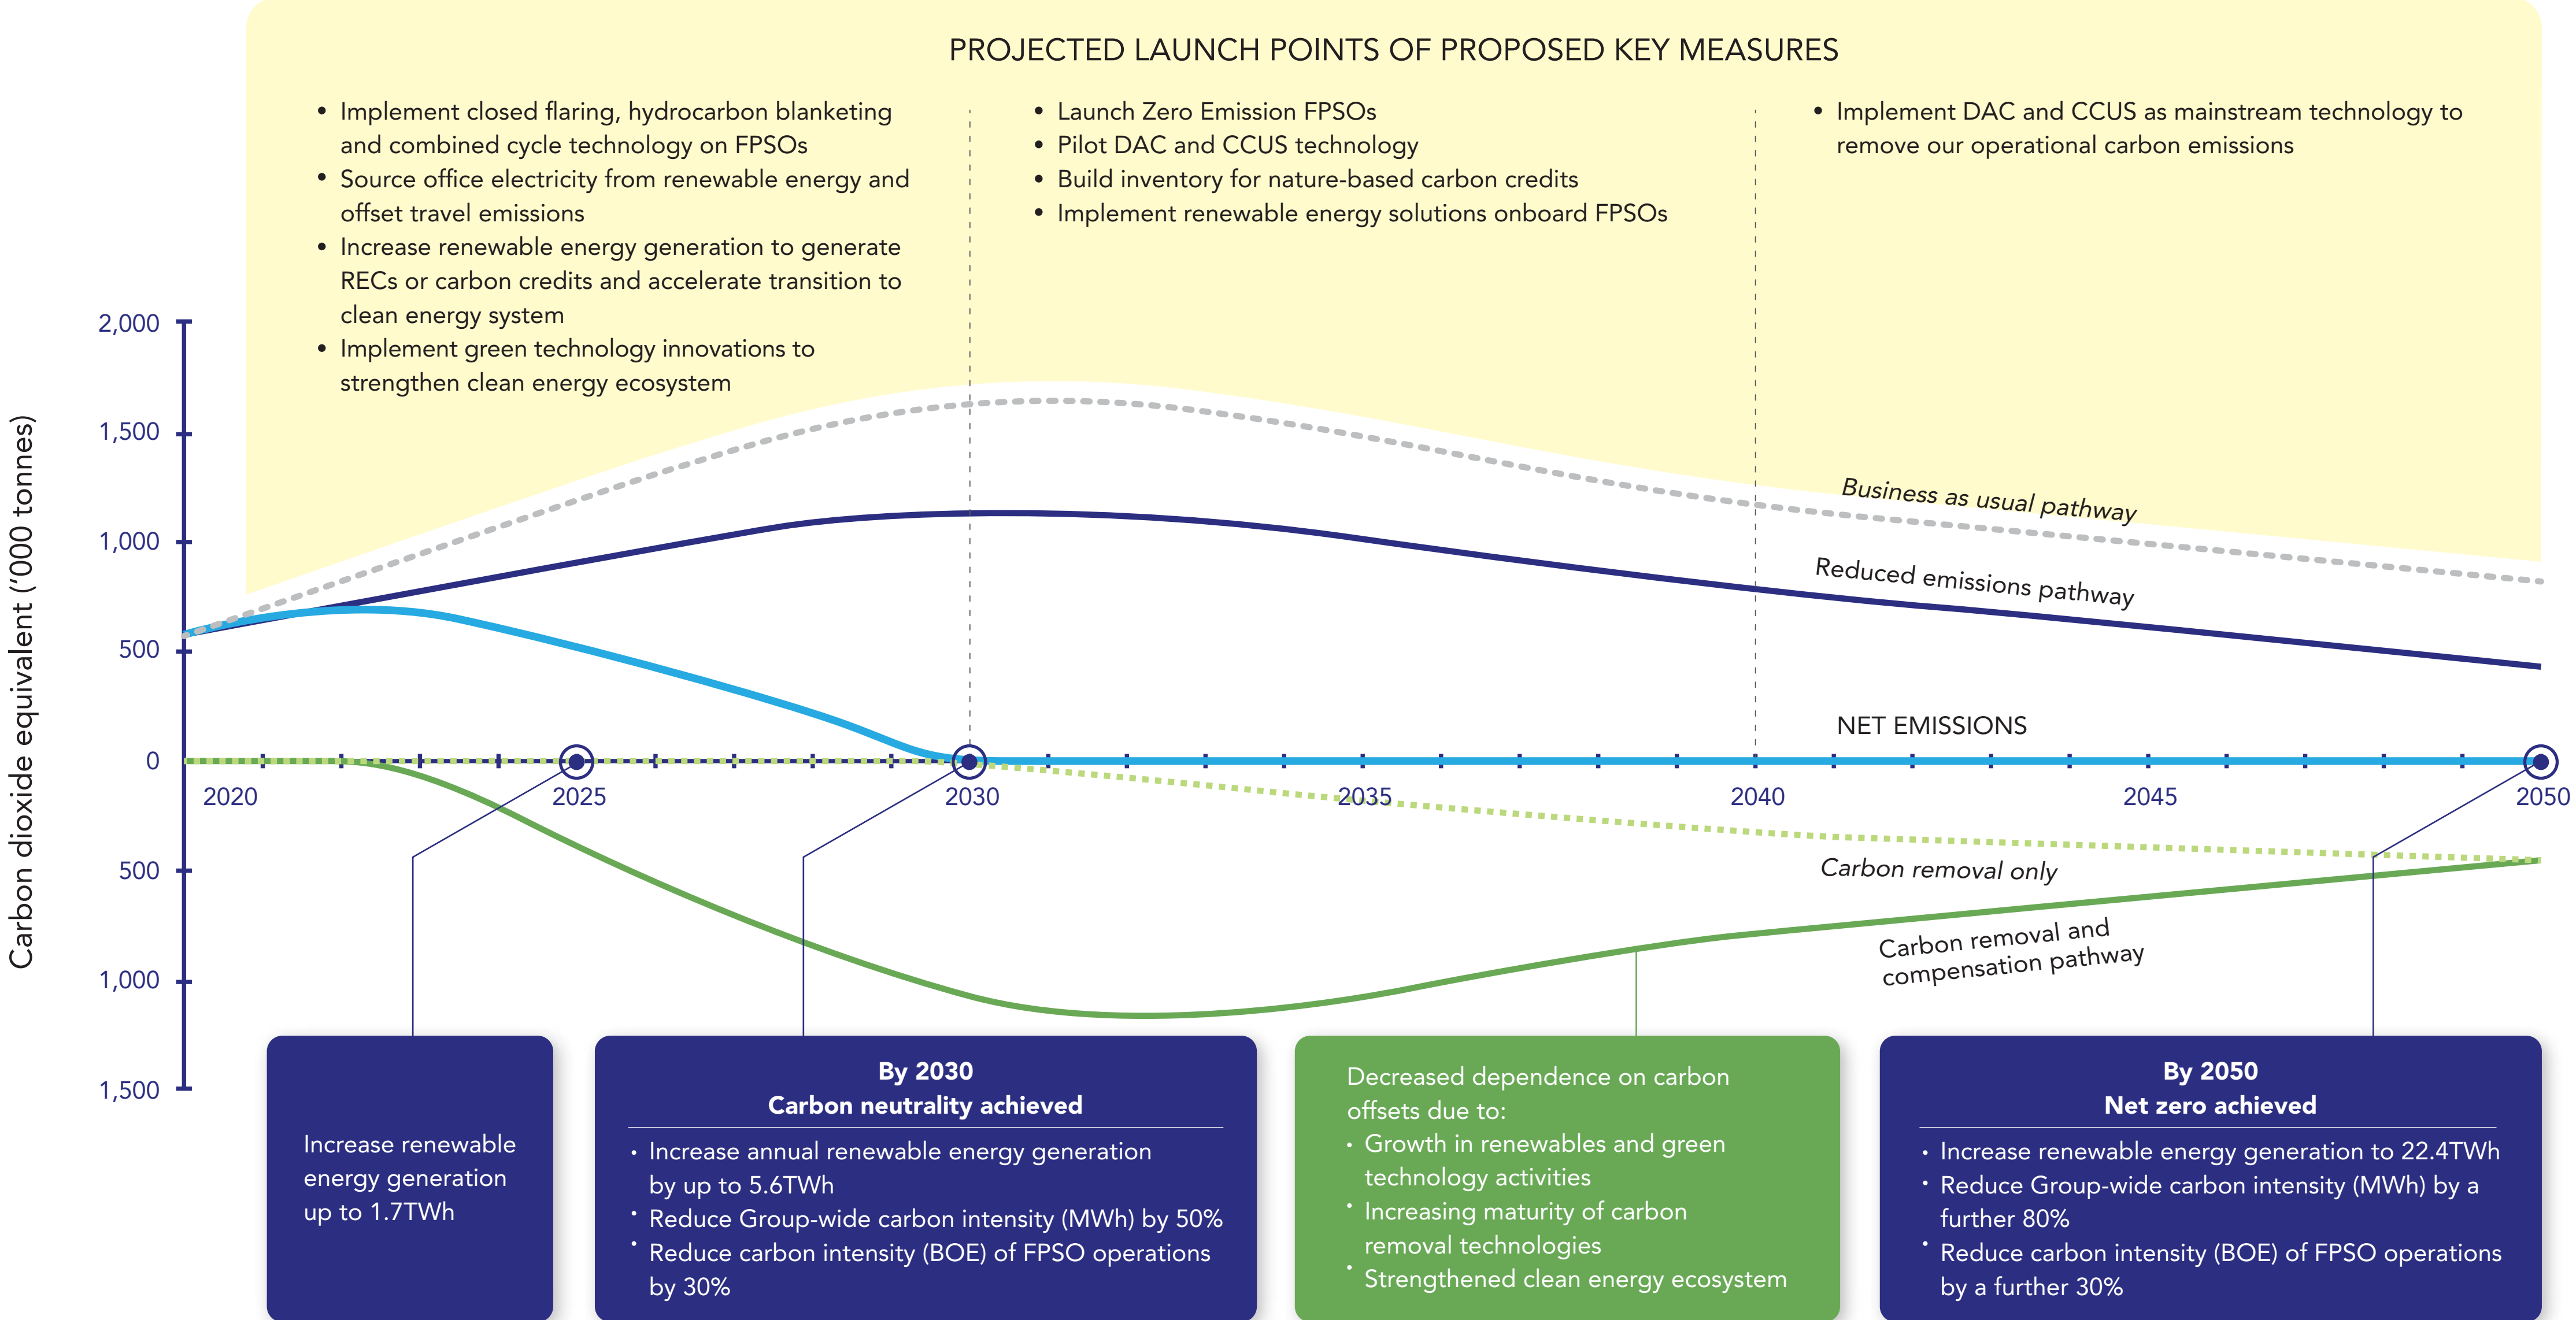 PROJECTED LAUNCH POINTS OF PROPOSED KEY MEASURES
• Implement closed flaring, hydrocarbon blanketing
and combined cycle technology on FPSOs
• Source office electricity from renewable energy and
offset travel emissions
• Increase renewable energy generation to generate
RECs or carbon credits and accelerate transition to
clean energy system
• Implement green technology innovations to
strengthen clean energy ecosystem
• Launch Zero Emission FPSOs
• Pilot DAC and CCUS technology
• Build inventory for nature-based carbon credits
• Implement renewable energy solutions onboard FPSOs
• Implement DAC and CCUS as mainstream technology to
remove our operational carbon emissions
Carbon dioxide equivalent ('000 tonnes)
2,000
1,500
1,000
500
0
500
1,000
1,500
Business as usual pathway
Reduced emissions pathway
NET EMISSIONS
2020
2025
2030
2035
2040
2045
2050
Carbon removal only
Carbon removal and
compensation pathway
Increase renewable
energy generation
up to 1.7TWh
By 2030
Carbon neutrality achieved
• Increase annual renewable energy generation
by up to 5.6TWh
• Reduce Group-wide carbon intensity (MWh) by 50%
• Reduce carbon intensity (BOE) of FPSO operations
by 30%
Decreased dependence on carbon
offsets due to:
• Growth in renewables and green
technology activities
• Increasing maturity of carbon
removal technologies
• Strengthened clean energy ecosystem
By 2050
Net zero achieved
• Increase renewable energy generation to 22.4TWh
• Reduce Group-wide carbon intensity (MWh) by a
further 80%
• Reduce carbon intensity (BOE) of FPSO operations
by a further 30%